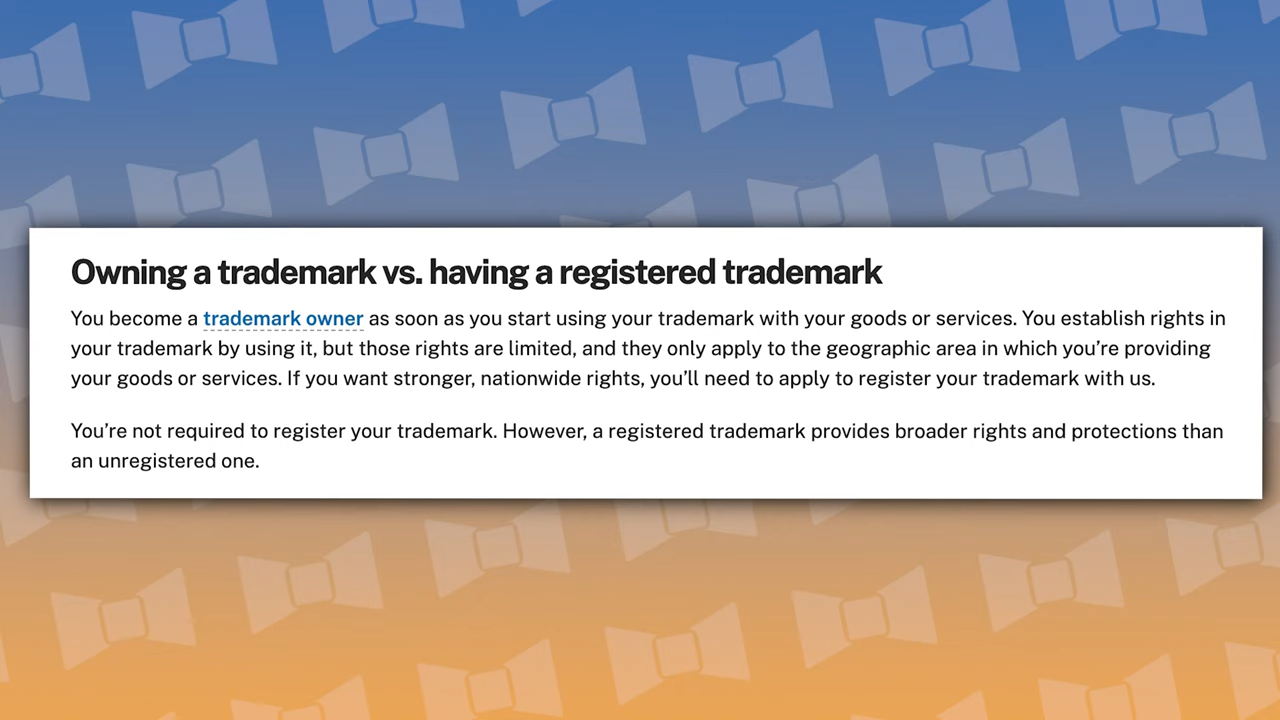 Owning a trademark vs. having a registered trademark
You become a trademark owner as soon as you start using your trademark with your goods or services. You establish rights in
your trademark by using it, but those rights are limited, and they only apply to the geographic area in which you’re providing
your goods or services. If you want stronger, nationwide rights, you’ll need to apply to register your trademark with us.
You’re not required to register your trademark. However, a registered trademark provides broader rights and protections than
an unregistered one.